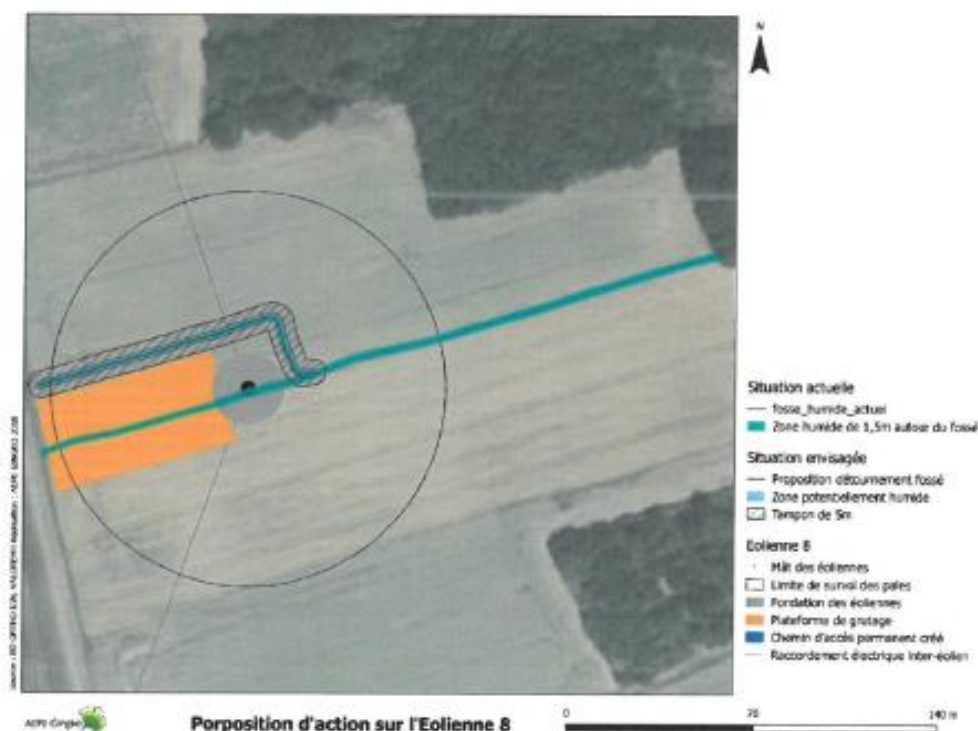 N
Situation actuelle
fosse_humide_actuel
Zone humide de 1,5m autour du fossé
Situation envisagée
Proposition détournement fossé
Zone potentiellement humide
Tampon de 5m
Eolienne 8
Mât des éoliennes
Limite de survol des pales
Fondation des éoliennes
Plateforme de grutage
Chemin d'accès permanent créé
Raccordement électrique inter-éolien
Porposition d'action sur l'Eolienne 8
0 70 140 m